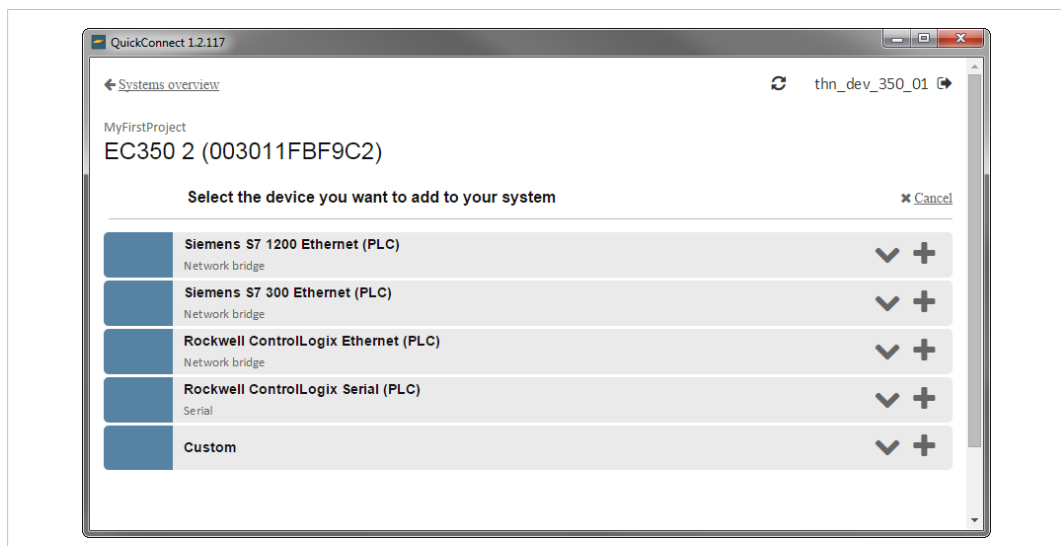 QuickConnect 1.2.117
Systems overview
thn_dev_350_01
MyFirstProject
EC350 2 (003011FBF9C2)
Select the device you want to add to your system
Cancel
Siemens S7 1200 Ethernet (PLC)
Network bridge
Siemens S7 300 Ethernet (PLC)
Network bridge
Rockwell ControlLogix Ethernet (PLC)
Network bridge
Rockwell ControlLogix Serial (PLC)
Serial
Custom